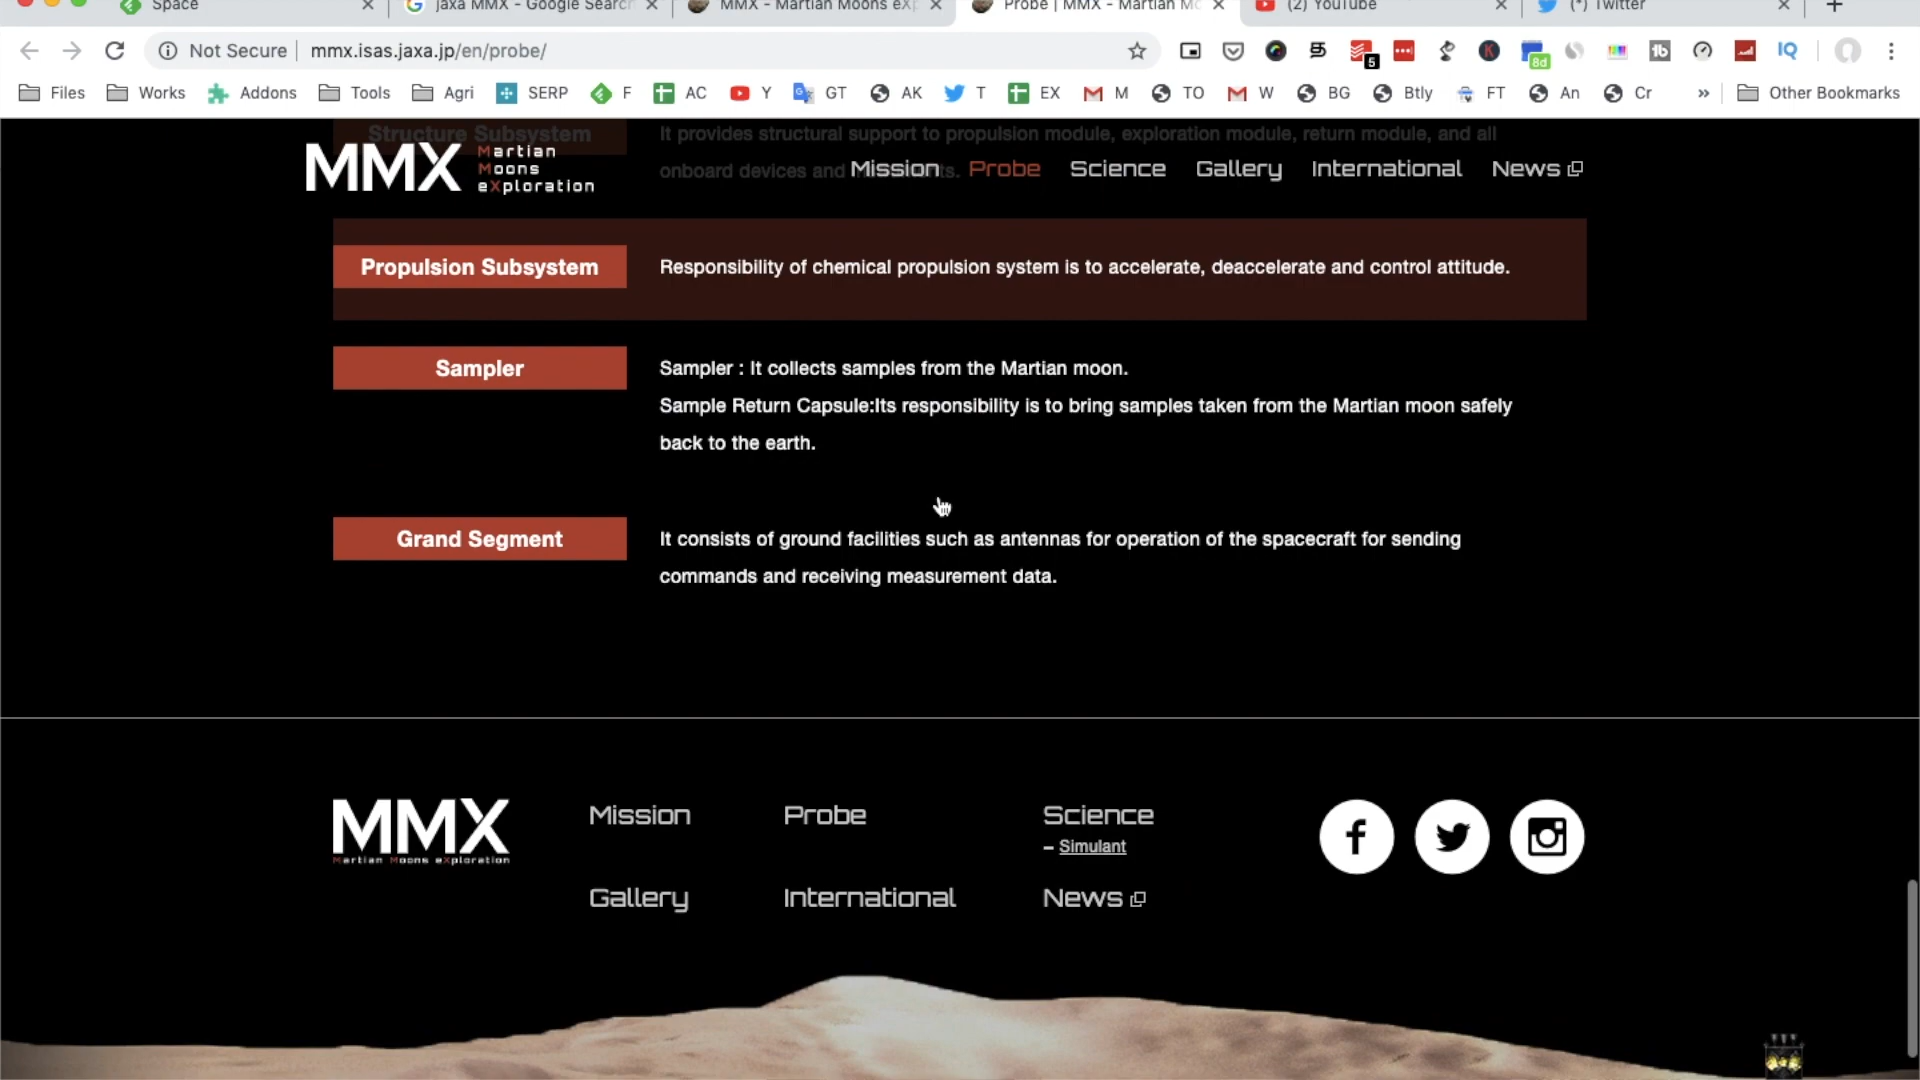 Space
jaxa MMX - Google Search
MMX - Martian Moons eXp
Probe | MMX - Martian Mo
(2) YouTube
(*) Twitter
Not Secure
mmx.isas.jaxa.jp/en/probe/
5
8d
IQ
Files
Works
Addons
Tools
Agri
SERP
F
AC
Y
GT
AK
T
EX
M
TO
W
BG
Btly
FT
An
Cr
»
Other Bookmarks
Structure Subsystem
It provides structural support to propulsion module, exploration module, return module, and all
onboard devices and
MMX
Martian
Moons
eXploration
Mission
Probe
Science
Gallery
International
News
Propulsion Subsystem
Responsibility of chemical propulsion system is to accelerate, deaccelerate and control attitude.
Sampler
Sampler : It collects samples from the Martian moon.
Sample Return Capsule:Its responsibility is to bring samples taken from the Martian moon safely
back to the earth.
Grand Segment
It consists of ground facilities such as antennas for operation of the spacecraft for sending
commands and receiving measurement data.
MMX
Martian Moons eXploration
Mission
Probe
Science
– Simulant
Gallery
International
News